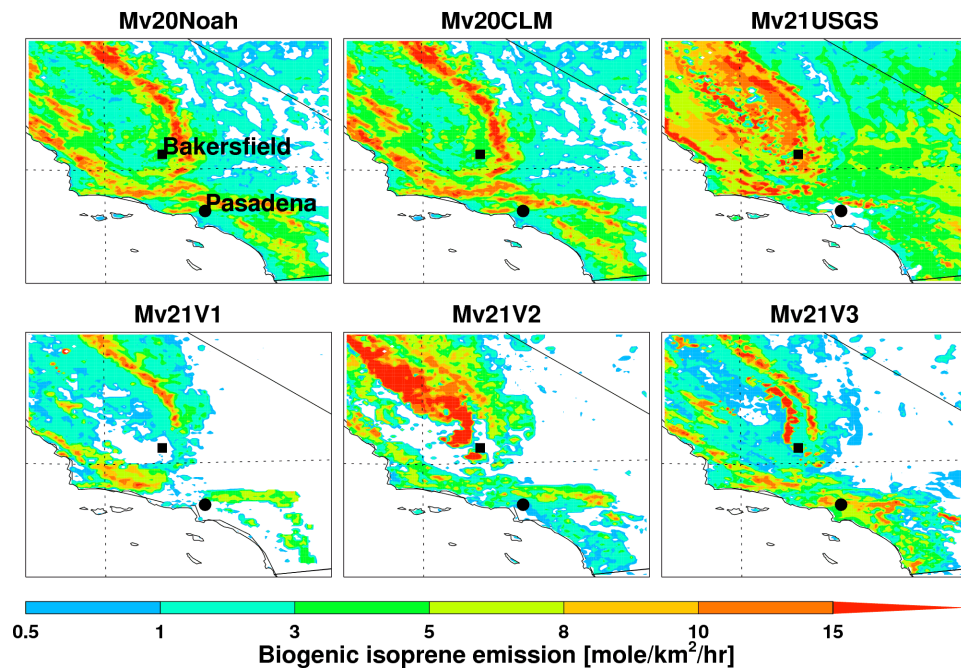 Mv20Noah Mv20CLM Mv21USGS
Bakersfield
Pasadena
Mv21V1 Mv21V2 Mv21V3
0.5 1 3 5 8 10 15
Biogenic isoprene emission [mole/km²/hr]